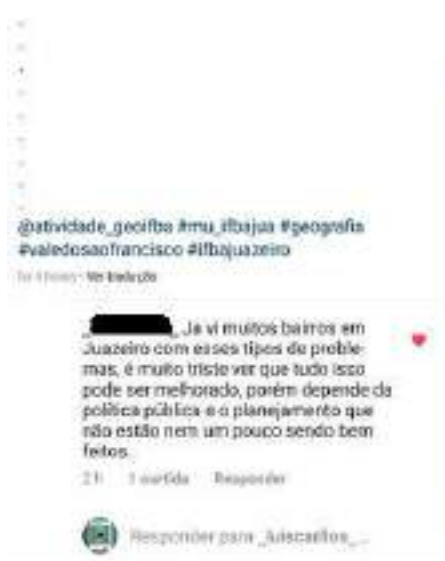 @atividade_geoifba #mu_ifbajua #geografia
#valedosaofrancisco #ifbajuazeiro
Ver tradução
Ja vi muitos bairros em
Juazeiro com esses tipos de proble-
mas, é muito triste ver que tudo isso
pode ser melhorado, porém depende da
política pública e o planejamento que
não estão nem um pouco sendo bem
feitos.
2 h 1 curtida Responder
Responder para